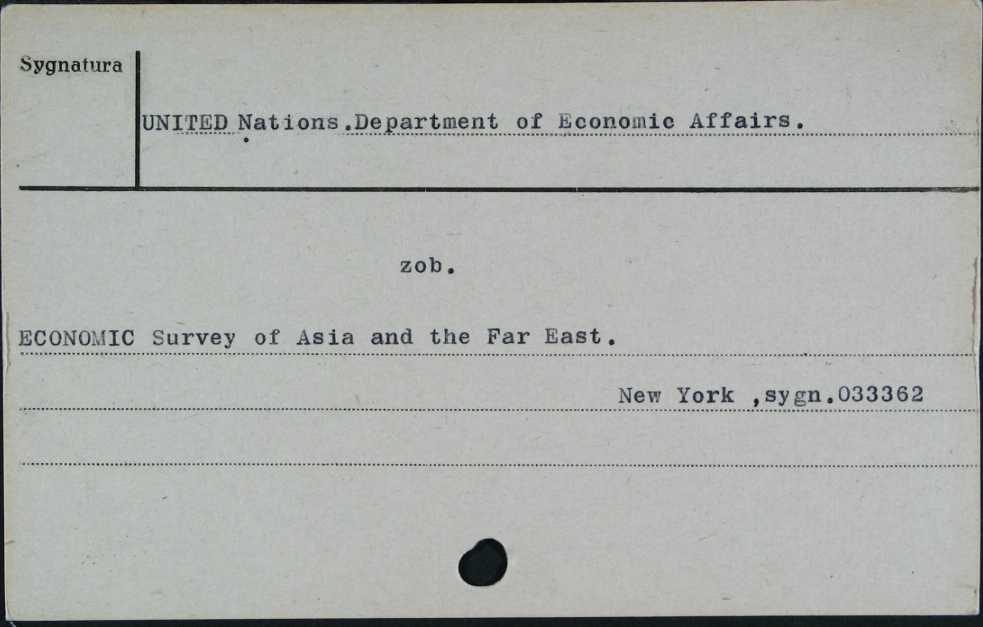 Sygnatura
UNITED Nations.Department of Economic Affairs.
zob.
ECONOMIC Survey of Asia and the Far East.
New York ,sygn.033362